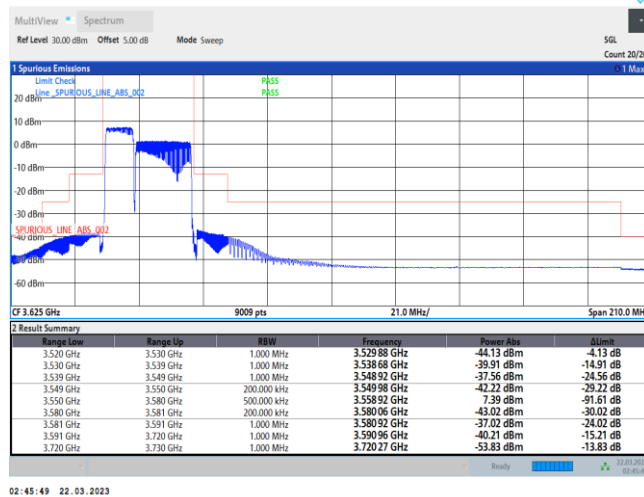 MultiView Spectrum
Ref Level 30.00 dBm Offset 5.00 dB Mode Sweep SGL
Count 20/20
1 Spurious Emissions 1 Max
Limit Check PASS
Line _SPURIOUS_LINE_ABS_002 PASS
20 dBm
10 dBm
0 dBm
-10 dBm
-20 dBm
-30 dBm
SPURIOUS_LINE_ABS_002
-40 dBm
-50 dBm
-60 dBm
CF 3.625 GHz 9009 pts 21.0 MHz/ Span 210.0 MH
2 Result Summary
Range Low Range Up RBW Frequency Power Abs ΔLimit
3.520 GHz 3.530 GHz 1.000 MHz 3.52988 GHz -44.13 dBm -4.13 dB
3.530 GHz 3.539 GHz 1.000 MHz 3.53868 GHz -39.91 dBm -14.91 dB
3.539 GHz 3.549 GHz 1.000 MHz 3.54892 GHz -37.56 dBm -24.56 dB
3.549 GHz 3.550 GHz 200.000 kHz 3.54998 GHz -42.22 dBm -29.22 dB
3.550 GHz 3.580 GHz 500.000 kHz 3.55892 GHz 7.39 dBm -91.61 dB
3.580 GHz 3.581 GHz 200.000 kHz 3.58006 GHz -43.02 dBm -30.02 dB
3.581 GHz 3.591 GHz 1.000 MHz 3.58092 GHz -37.02 dBm -24.02 dB
3.591 GHz 3.720 GHz 1.000 MHz 3.59096 GHz -40.21 dBm -15.21 dB
3.720 GHz 3.730 GHz 1.000 MHz 3.72027 GHz -53.83 dBm -13.83 dB
Ready 22.03.202
02:45:4
02:45:49 22.03.2023